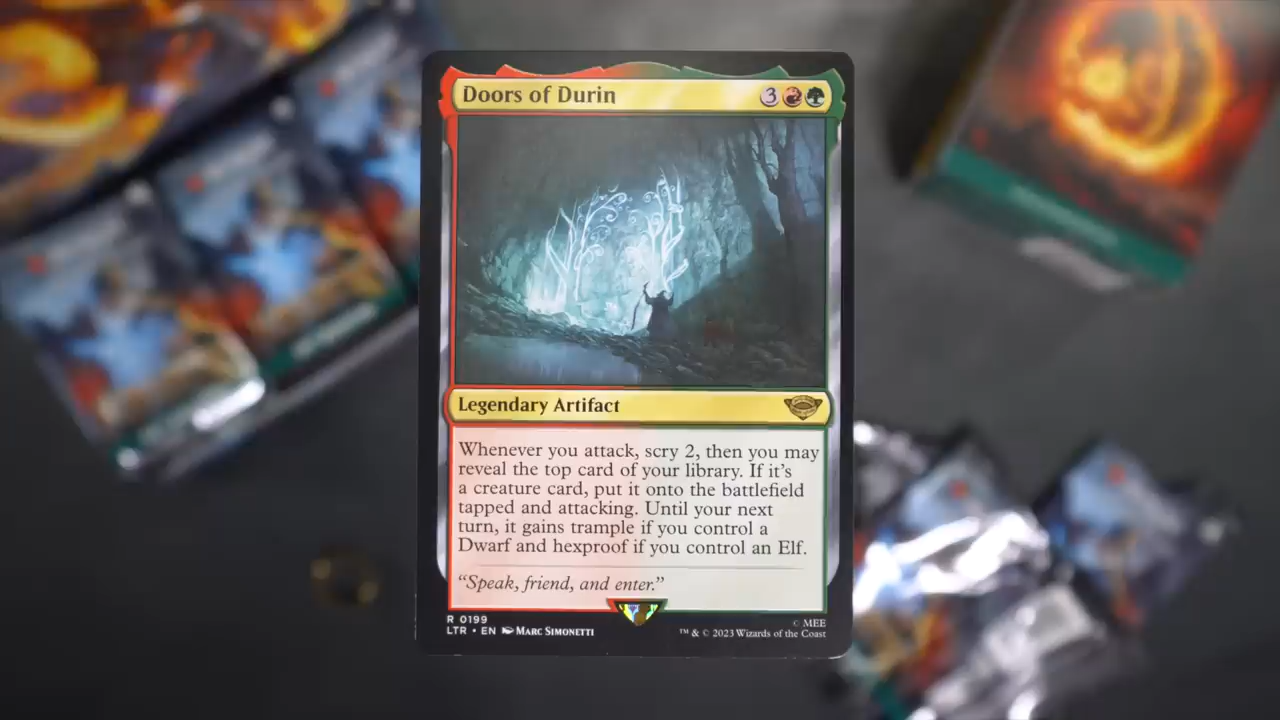 Doors of Durin 3
Legendary Artifact
Whenever you attack, scry 2, then you may
reveal the top card of your library. If it's
a creature card, put it onto the battlefield
tapped and attacking. Until your next
turn, it gains trample if you control a
Dwarf and hexproof if you control an Elf.
“Speak, friend, and enter.”
R 0199
LTR • EN Marc Simonetti
© MEE
™ & © 2023 Wizards of the Coast